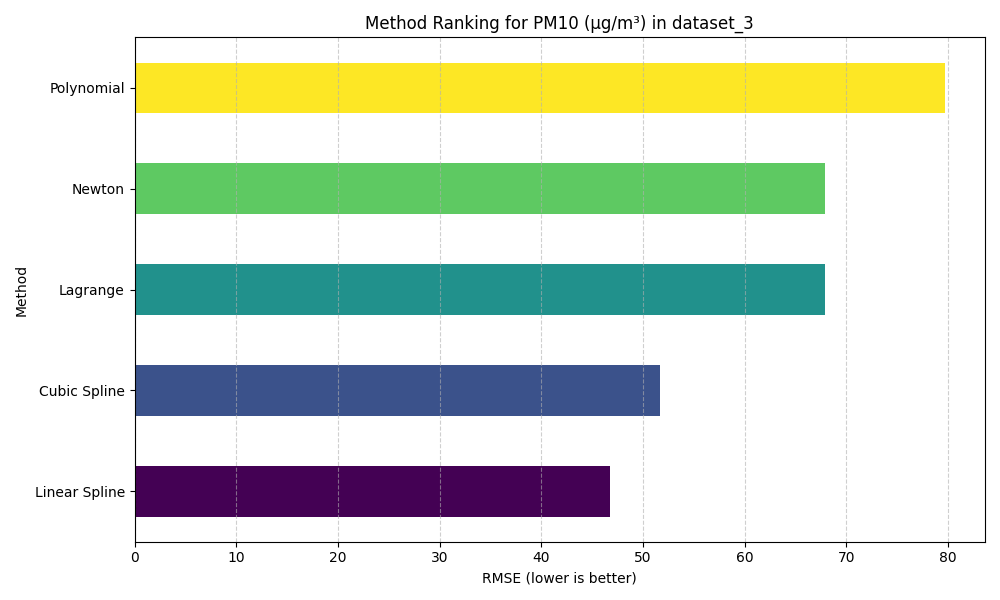 Method Ranking for PM10 (µg/m³) in dataset_3
Polynomial
Newton
Lagrange
Cubic Spline
Linear Spline
Method
0 10 20 30 40 50 60 70 80
RMSE (lower is better)